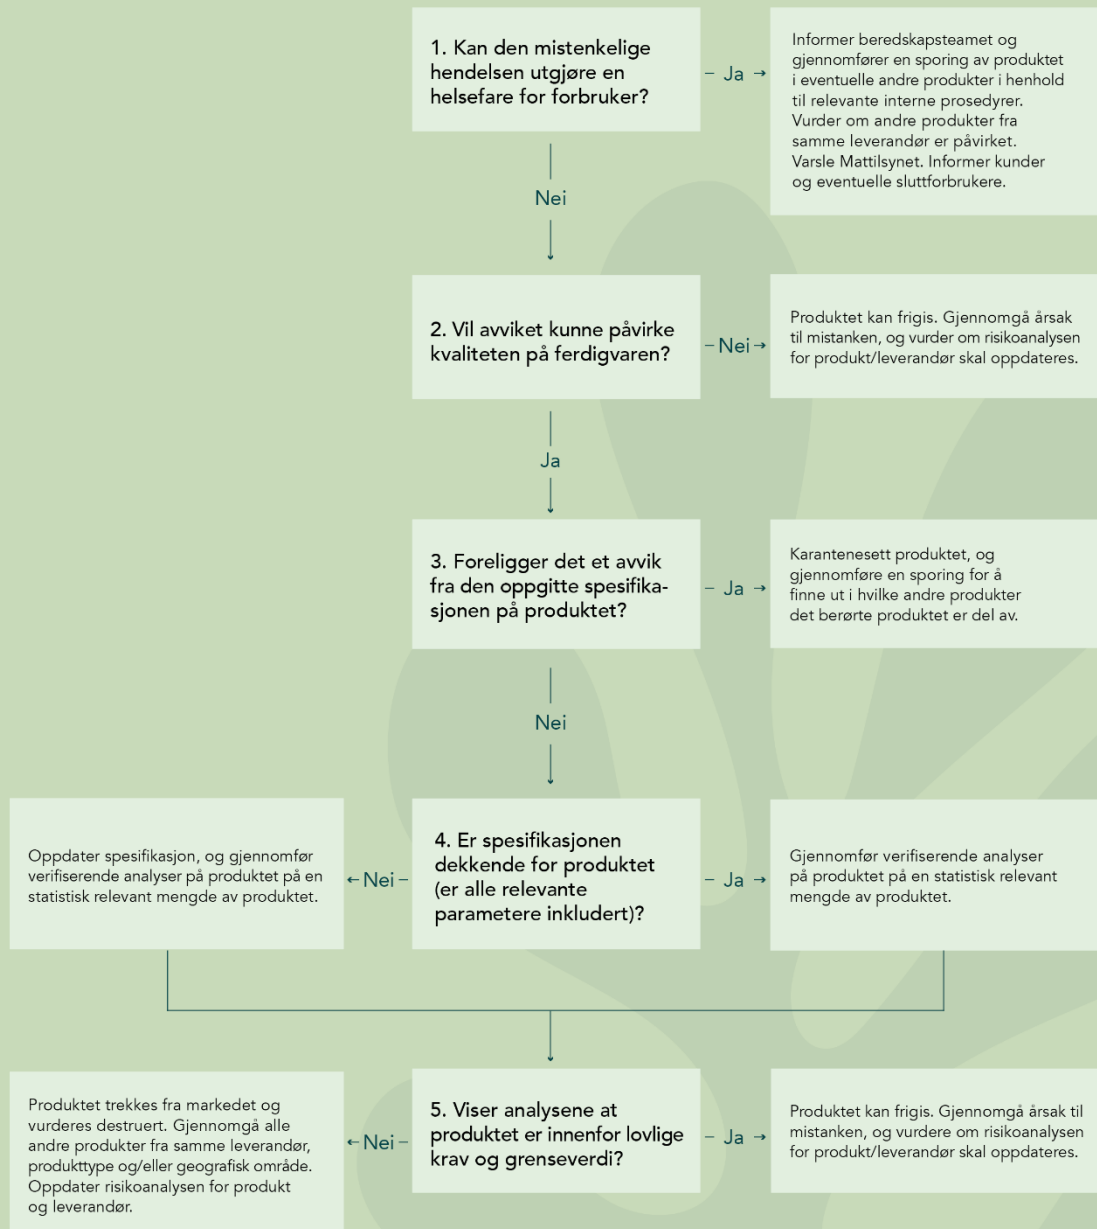 1. Kan den mistenkelige
hendelsen utgjøre en
helsefare for forbruker?
Ja
Informer beredskapsteamet og
gjennomfører en sporing av produktet
i eventuelle andre produkter i henhold
til relevante interne prosedyrer.
Vurder om andre produkter fra
samme leverandør er påvirket.
Varsle Mattilsynet. Informer kunder
og eventuelle sluttforbrukere.
Nei
2. Vil avviket kunne påvirke
kvaliteten på ferdigvaren?
Nei
Produktet kan frigis. Gjennomgå årsak
til mistanken, og vurder om risikoanalysen
for produkt/leverandør skal oppdateres.
Ja
3. Foreligger det et avvik
fra den oppgitte spesifika-
sjonen på produktet?
Ja
Karantenesett produktet, og
gjennomføre en sporing for å
finne ut i hvilke andre produkter
det berørte produktet er del av.
Nei
4. Er spesifikasjonen
dekkende for produktet
(er alle relevante
parametere inkludert)?
Nei
Oppdater spesifikasjon, og gjennomfør
verifiserende analyser på produktet på en
statistisk relevant mengde av produktet.
Ja
Gjennomfør verifiserende analyser
på produktet på en statistisk relevant
mengde av produktet.
5. Viser analysene at
produktet er innenfor lovlige
krav og grenseverdi?
Nei
Produktet trekkes fra markedet og
vurderes destruert. Gjennomgå alle
andre produkter fra samme leverandør,
produkttype og/eller geografisk område.
Oppdater risikoanalysen for produkt
og leverandør.
Ja
Produktet kan frigis. Gjennomgå årsak til
mistanken, og vurdere om risikoanalysen
for produkt/leverandør skal oppdateres.